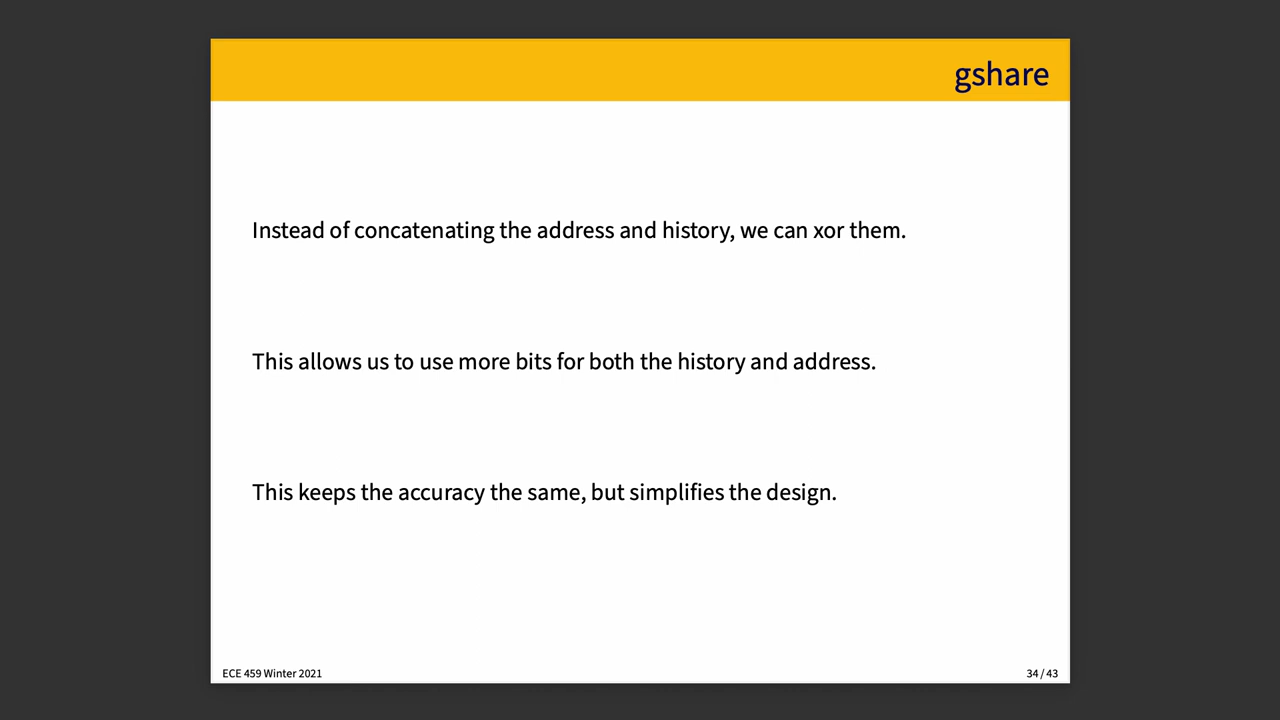 gshare
Instead of concatenating the address and history, we can xor them.
This allows us to use more bits for both the history and address.
This keeps the accuracy the same, but simplifies the design.
ECE 459 Winter 2021
34 / 43